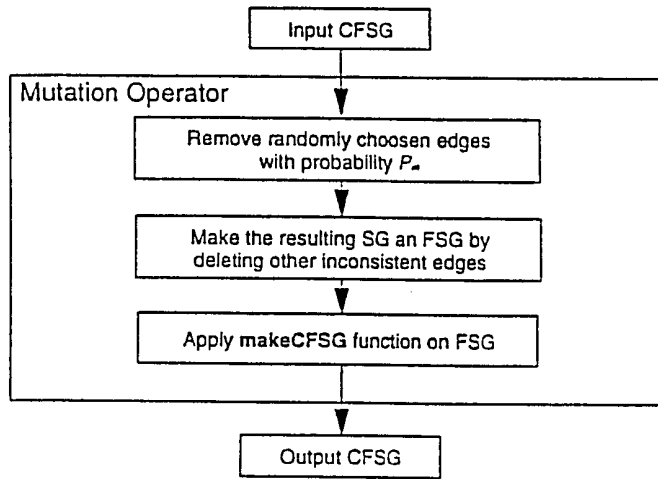 Input CFSG
Mutation Operator
Remove randomly choosen edges
with probability Pm
Make the resulting SG an FSG by
deleting other inconsistent edges
Apply makeCFSG function on FSG
Output CFSG